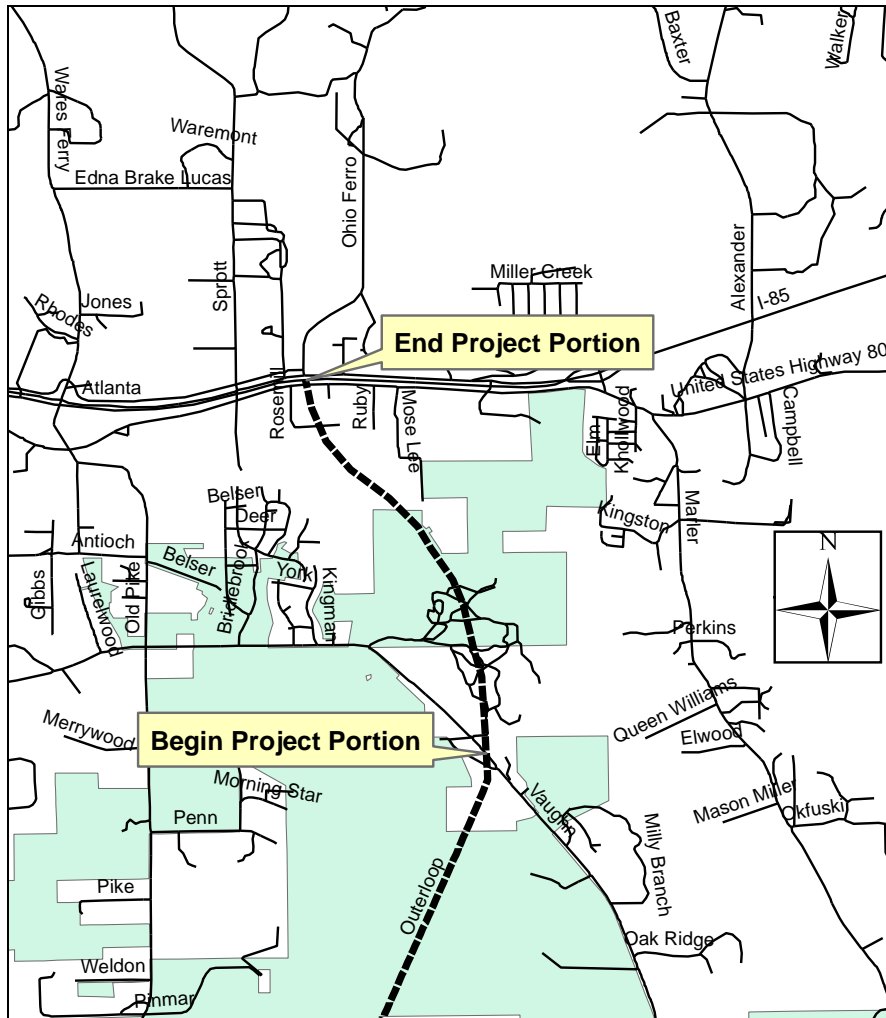 Baxter
Walker
Wares Ferry
Waremont
Edna Brake Lucas
Ohio Ferro
Alexander
Sprott
Miller Creek
I-85
Jones
Rhodes
End Project Portion
United States Highway 80
Atlanta
Rosemill
Ruby
Mose Lee
Elm
Knollwood
Campbell
Belser
Deer
Kingston
Marler
Antioch
Belser
York
Kingman
Gibbs
Laurelwood
Old Pike
Bridlebrook
N
Perkins
Queen Williams
Merrywood
Begin Project Portion
Elwood
Morning Star
Vaughn
Mason Miller
Okfuski
Penn
Milly Branch
Pike
Outerloop
Oak Ridge
Weldon
Pinmar